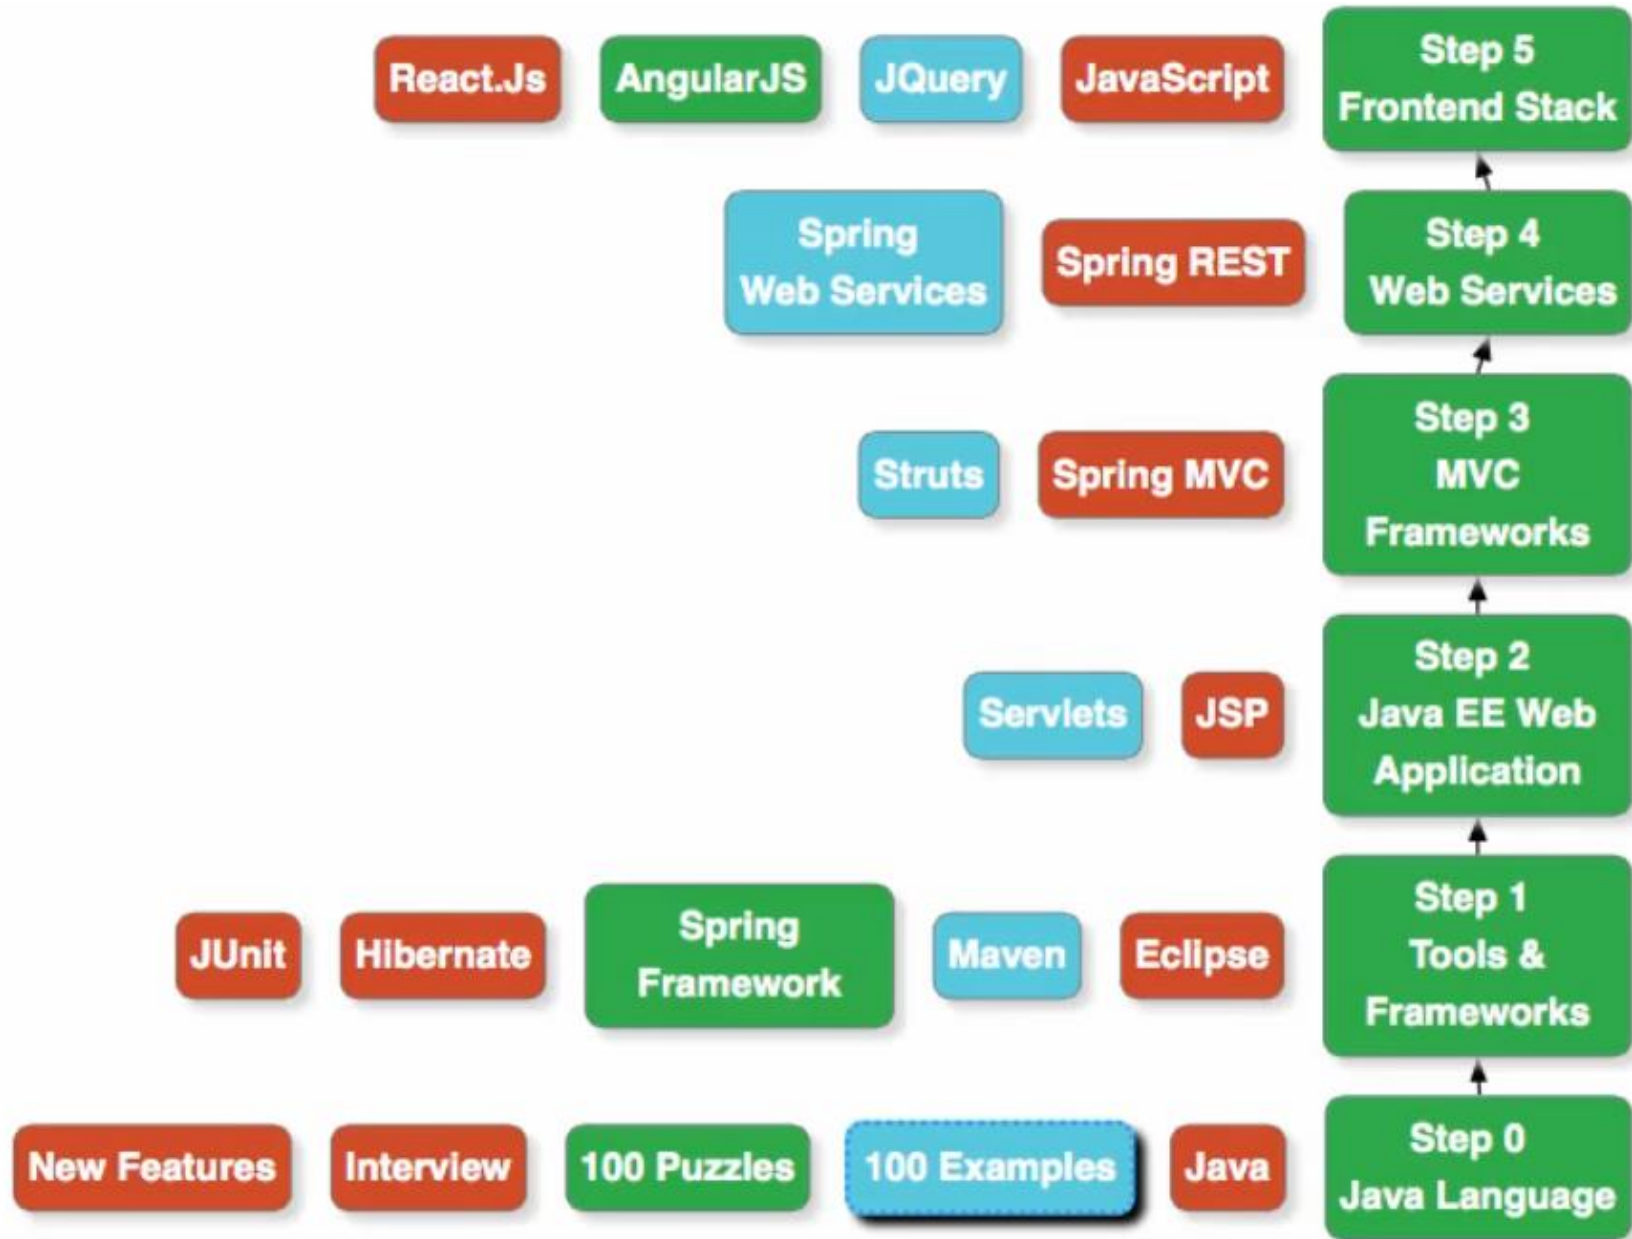 React.Js
AngularJS
JQuery
JavaScript
Step 5
Frontend Stack
Spring
Web Services
Spring REST
Step 4
Web Services
Struts
Spring MVC
Step 3
MVC
Frameworks
Servlets
JSP
Step 2
Java EE Web
Application
JUnit
Hibernate
Spring
Framework
Maven
Eclipse
Step 1
Tools &
Frameworks
New Features
Interview
100 Puzzles
100 Examples
Java
Step 0
Java Language